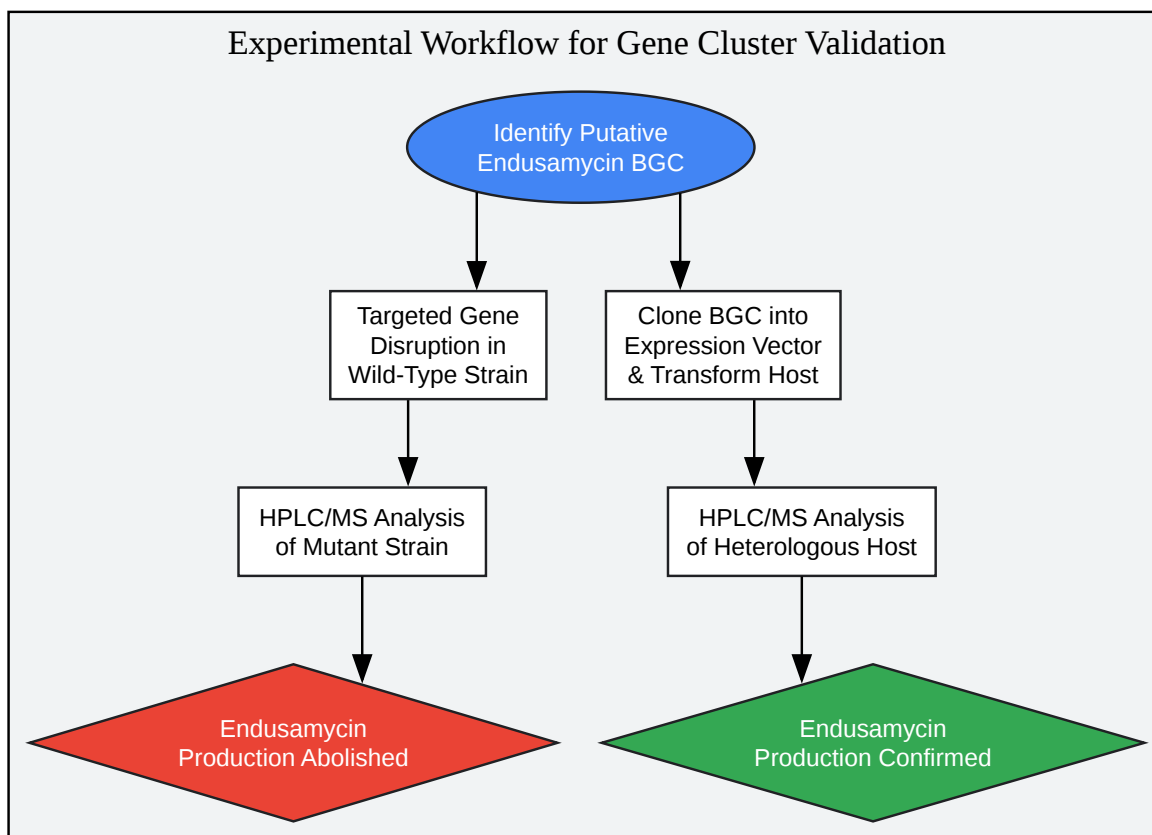 Experimental Workflow for Gene Cluster Validation
Identify Putative
Endusamycin BGC
Targeted Gene
Disruption in
Wild-Type Strain
Clone BGC into
Expression Vector
& Transform Host
HPLC/MS Analysis
of Mutant Strain
HPLC/MS Analysis
of Heterologous Host
Endusamycin
Production Abolished
Endusamycin
Production Confirmed